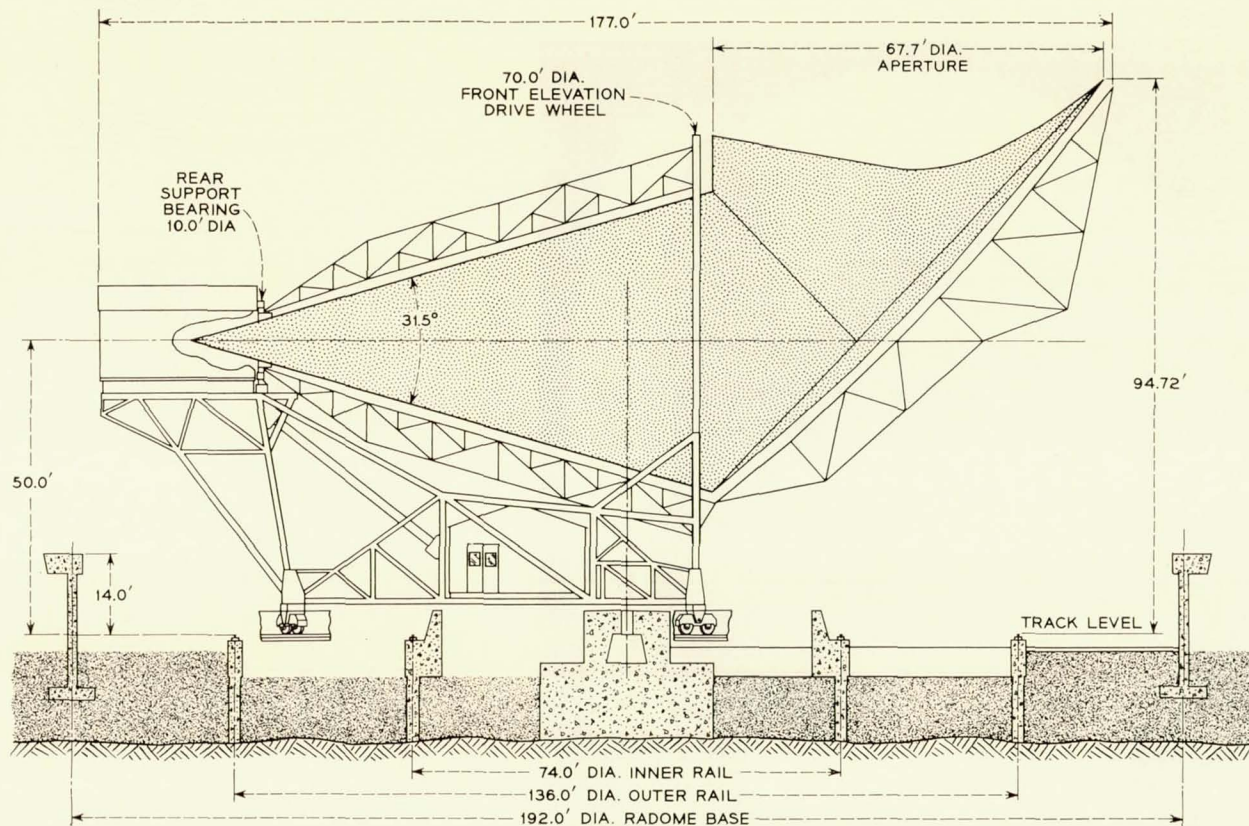 177.0'
67.7' DIA.
APERTURE
70.0' DIA.
FRONT ELEVATION
DRIVE WHEEL
REAR
SUPPORT
BEARING
10.0' DIA
31.5°
94.72'
50.0'
14.0'
TRACK LEVEL
74.0' DIA. INNER RAIL
136.0' DIA. OUTER RAIL
192.0' DIA. RADOME BASE